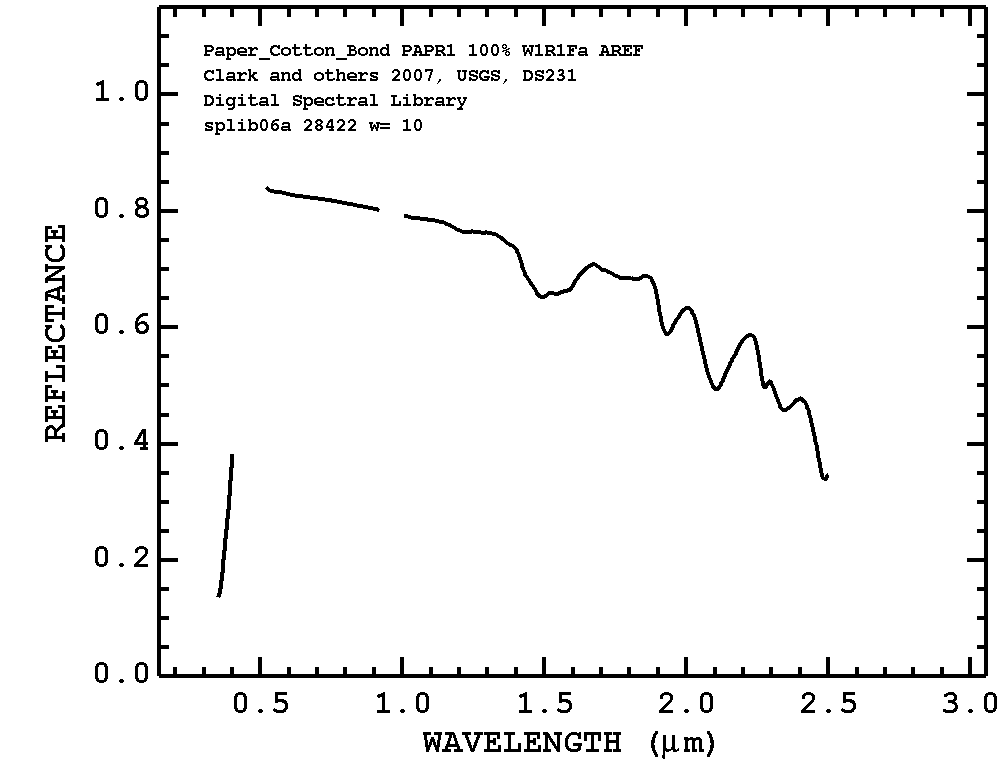 Paper_Cotton_Bond PAPR1 100% W1R1Fa AREF
Clark and others 2007, USGS, DS231
Digital Spectral Library
splib06a 28422 w= 10
1.0
0.8
0.6
0.4
0.2
0.0
REFLECTANCE
0.5 1.0 1.5 2.0 2.5 3.0
WAVELENGTH (μm)